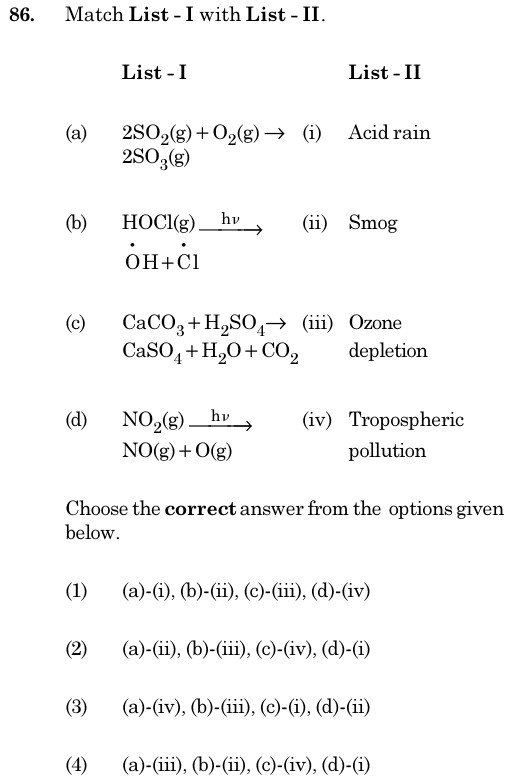 86. Match List - I with List - II.
List - I List - II
(a) 2SO₂(g) + O₂(g) → (i) Acid rain
2SO₃(g)
(b) HOCl(g) —hν→ (ii) Smog
ȮH + Ċl
(c) CaCO₃ + H₂SO₄ → (iii) Ozone
CaSO₄ + H₂O + CO₂ depletion
(d) NO₂(g) —hν→ (iv) Tropospheric
NO(g) + O(g) pollution
Choose the correct answer from the options given
below.
(1) (a)-(i), (b)-(ii), (c)-(iii), (d)-(iv)
(2) (a)-(ii), (b)-(iii), (c)-(iv), (d)-(i)
(3) (a)-(iv), (b)-(iii), (c)-(i), (d)-(ii)
(4) (a)-(iii), (b)-(ii), (c)-(iv), (d)-(i)